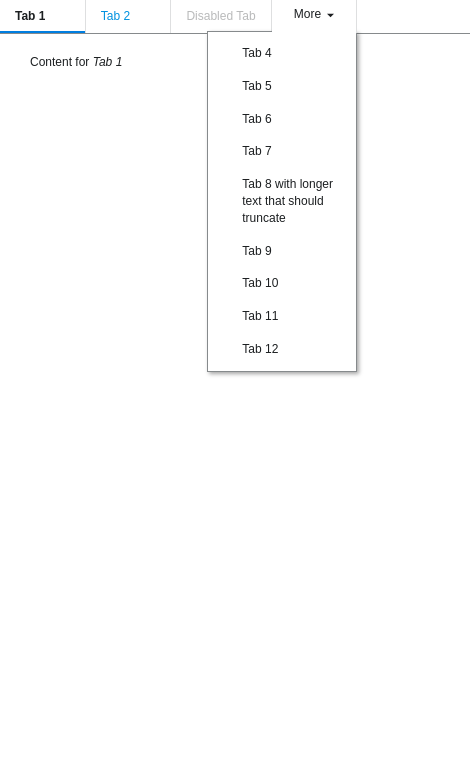 Tab 1
Tab 2
Disabled Tab
More
Content for Tab 1
Tab 4
Tab 5
Tab 6
Tab 7
Tab 8 with longer
text that should
truncate
Tab 9
Tab 10
Tab 11
Tab 12